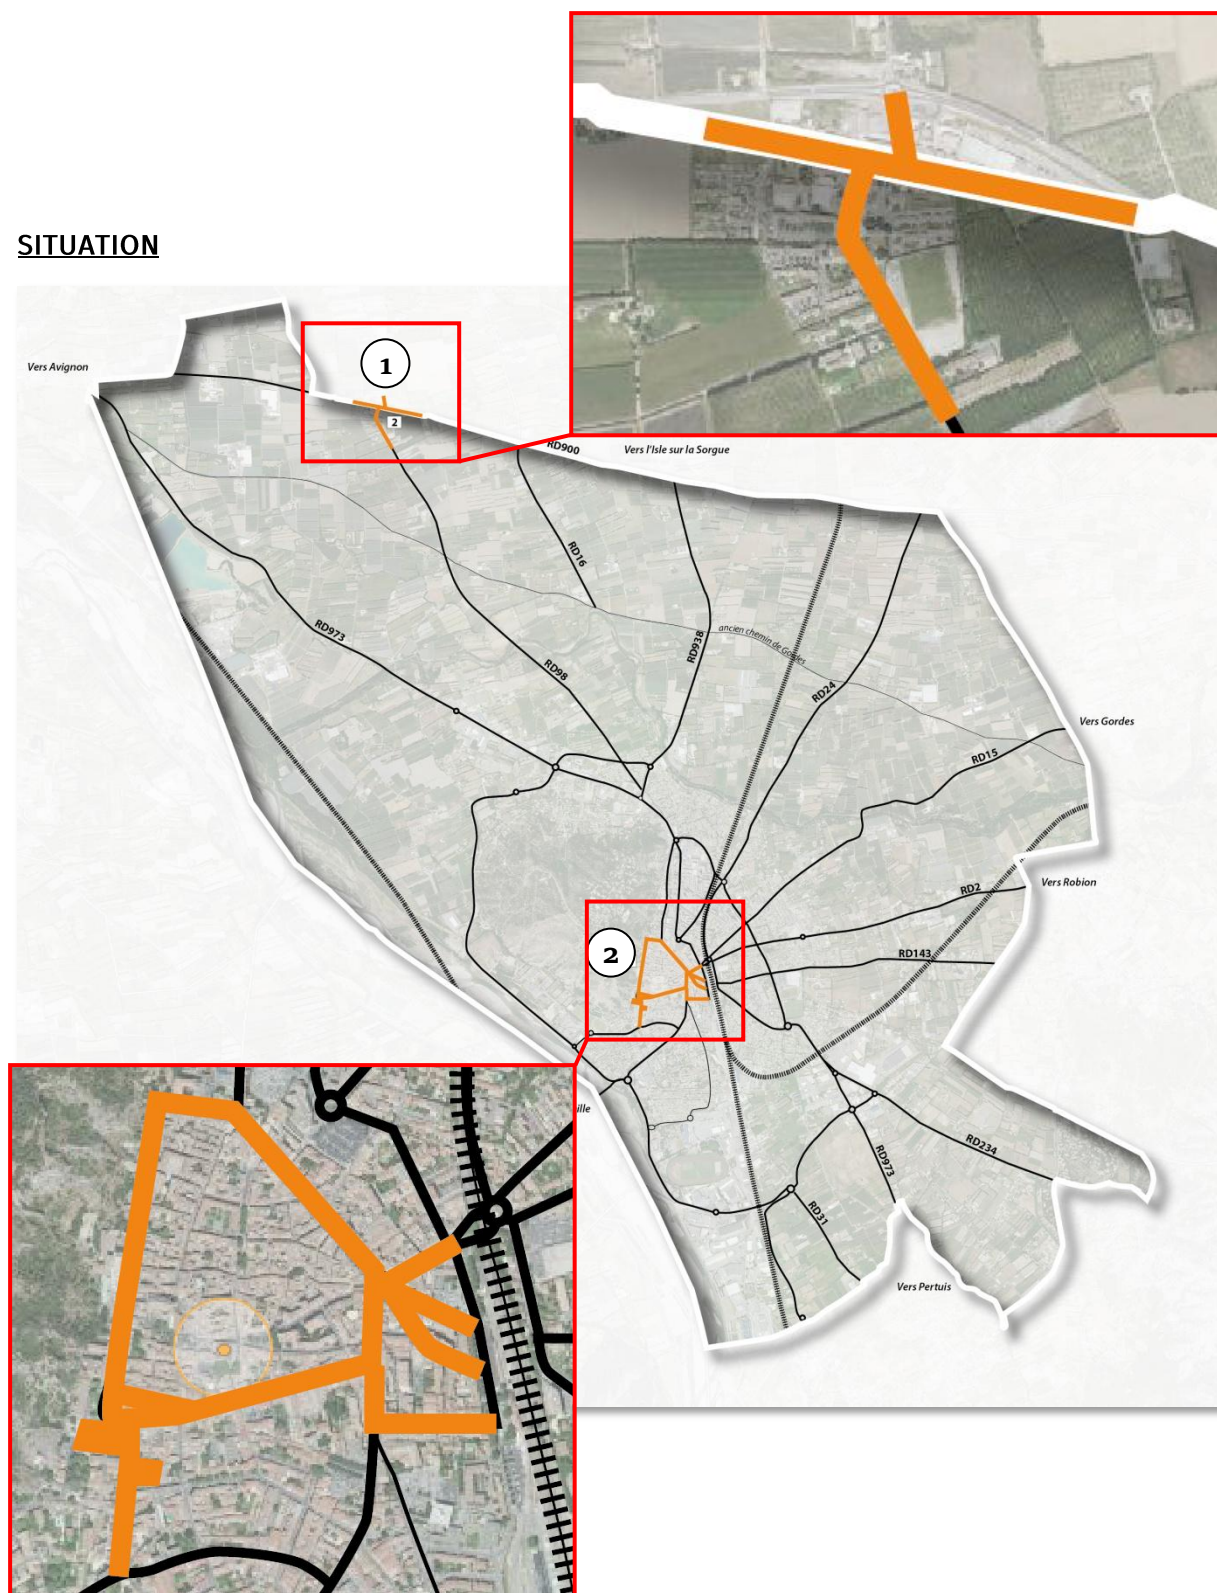 SITUATION
Vers Avignon
1
2
RD900
Vers l'Isle sur la Sorgue
RD16
RD973
RD98
RD938
ancien chemin de Gordes
RD24
Vers Gordes
RD15
Vers Robion
RD2
RD143
2
ille
RD234
RD973
RD31
Vers Pertuis